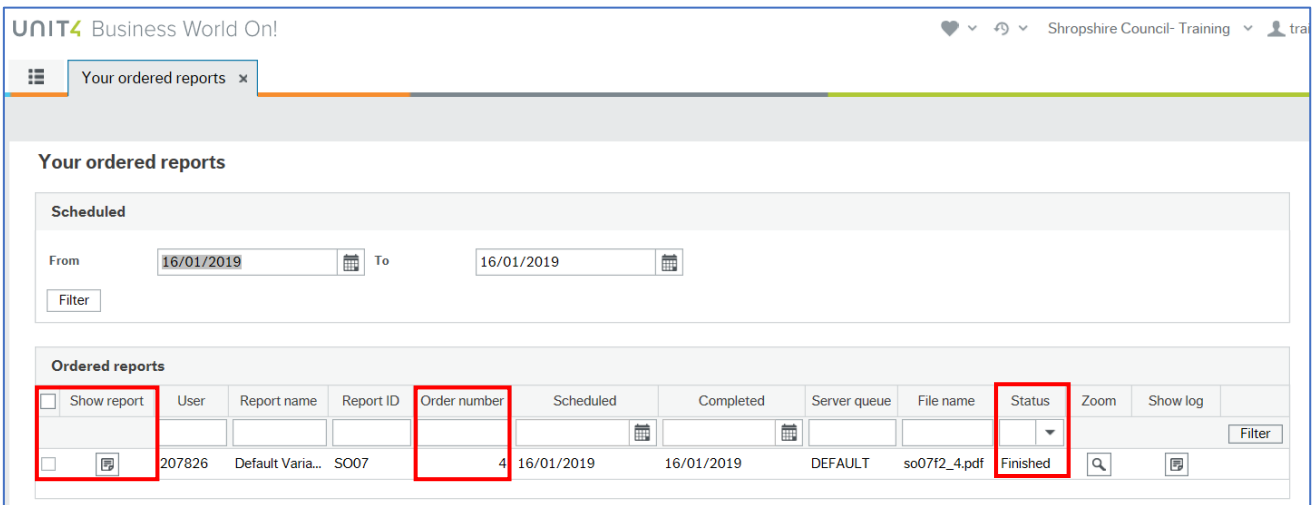 UNIT4 Business World On! Shropshire Council- Training trai
Your ordered reports x
Your ordered reports
Scheduled
From 16/01/2019 To 16/01/2019
Filter
Ordered reports
Show report User Report name Report ID Order number Scheduled Completed Server queue File name Status Zoom Show log
Filter
207826 Default Varia... SO07 4 16/01/2019 16/01/2019 DEFAULT so07f2_4.pdf Finished